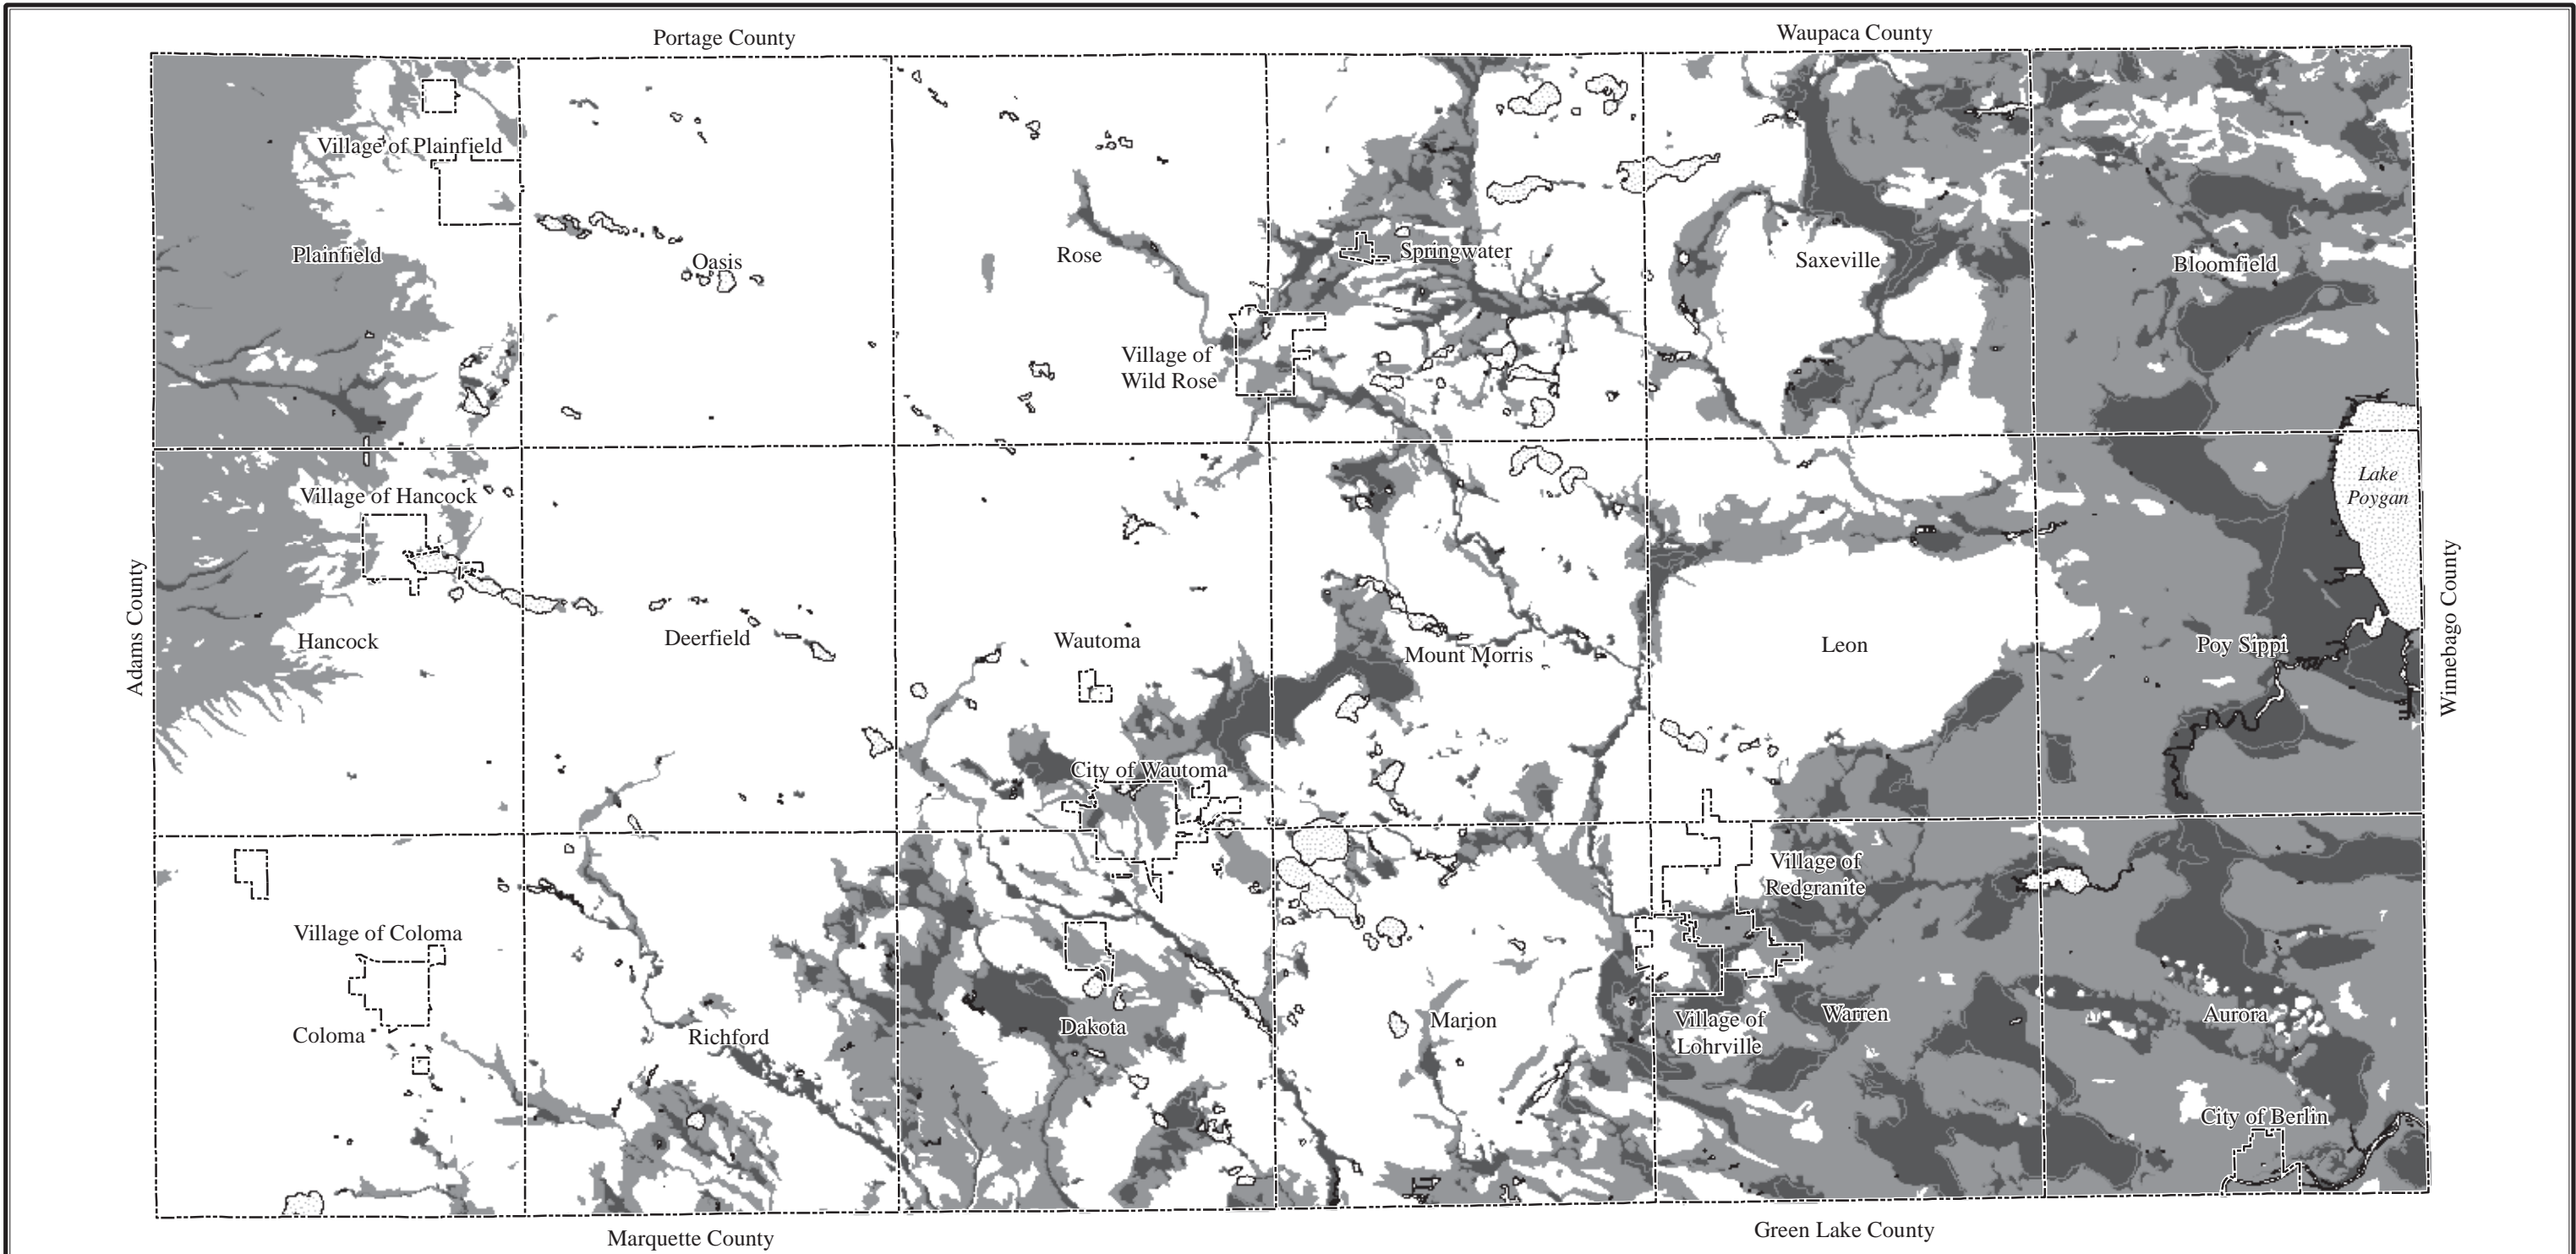 Portage County
Waupaca County
Village of Plainfield
Plainfield
Oasis
Rose
Springwater
Saxeville
Bloomfield
Village of
Wild Rose
Village of Hancock
Lake
Poygan
Adams County
Winnebago County
Hancock
Deerfield
Wautoma
Mount Morris
Leon
Poy Sippi
City of Wautoma
Village of
Redgranite
Village of Coloma
Coloma
Richford
Dakota
Marion
Village of
Lohrville
Warren
Aurora
City of Berlin
Marquette County
Green Lake County